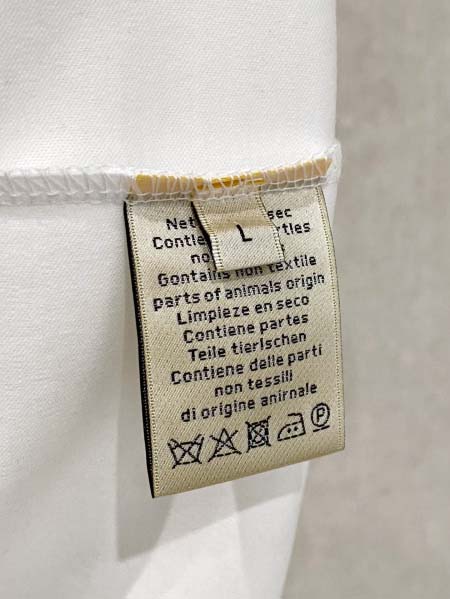 Net sec
L
Contie rties
no
Gontains non textile
parts of animals origin
Limpieze en seco
Contiene partes
Teile tierlschen
Contiene delle parti
non tessili
di origine anirnale
P